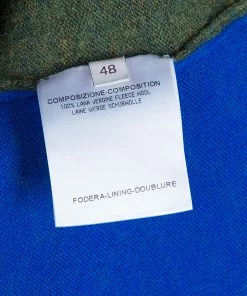 48
COMPOSIZIONE-COMPOSITION
100% LANA VERGINE FLEECE WOOL
LAINE VIERGE SCHURWOLLE
FODERA-LINING-DOUBLURE